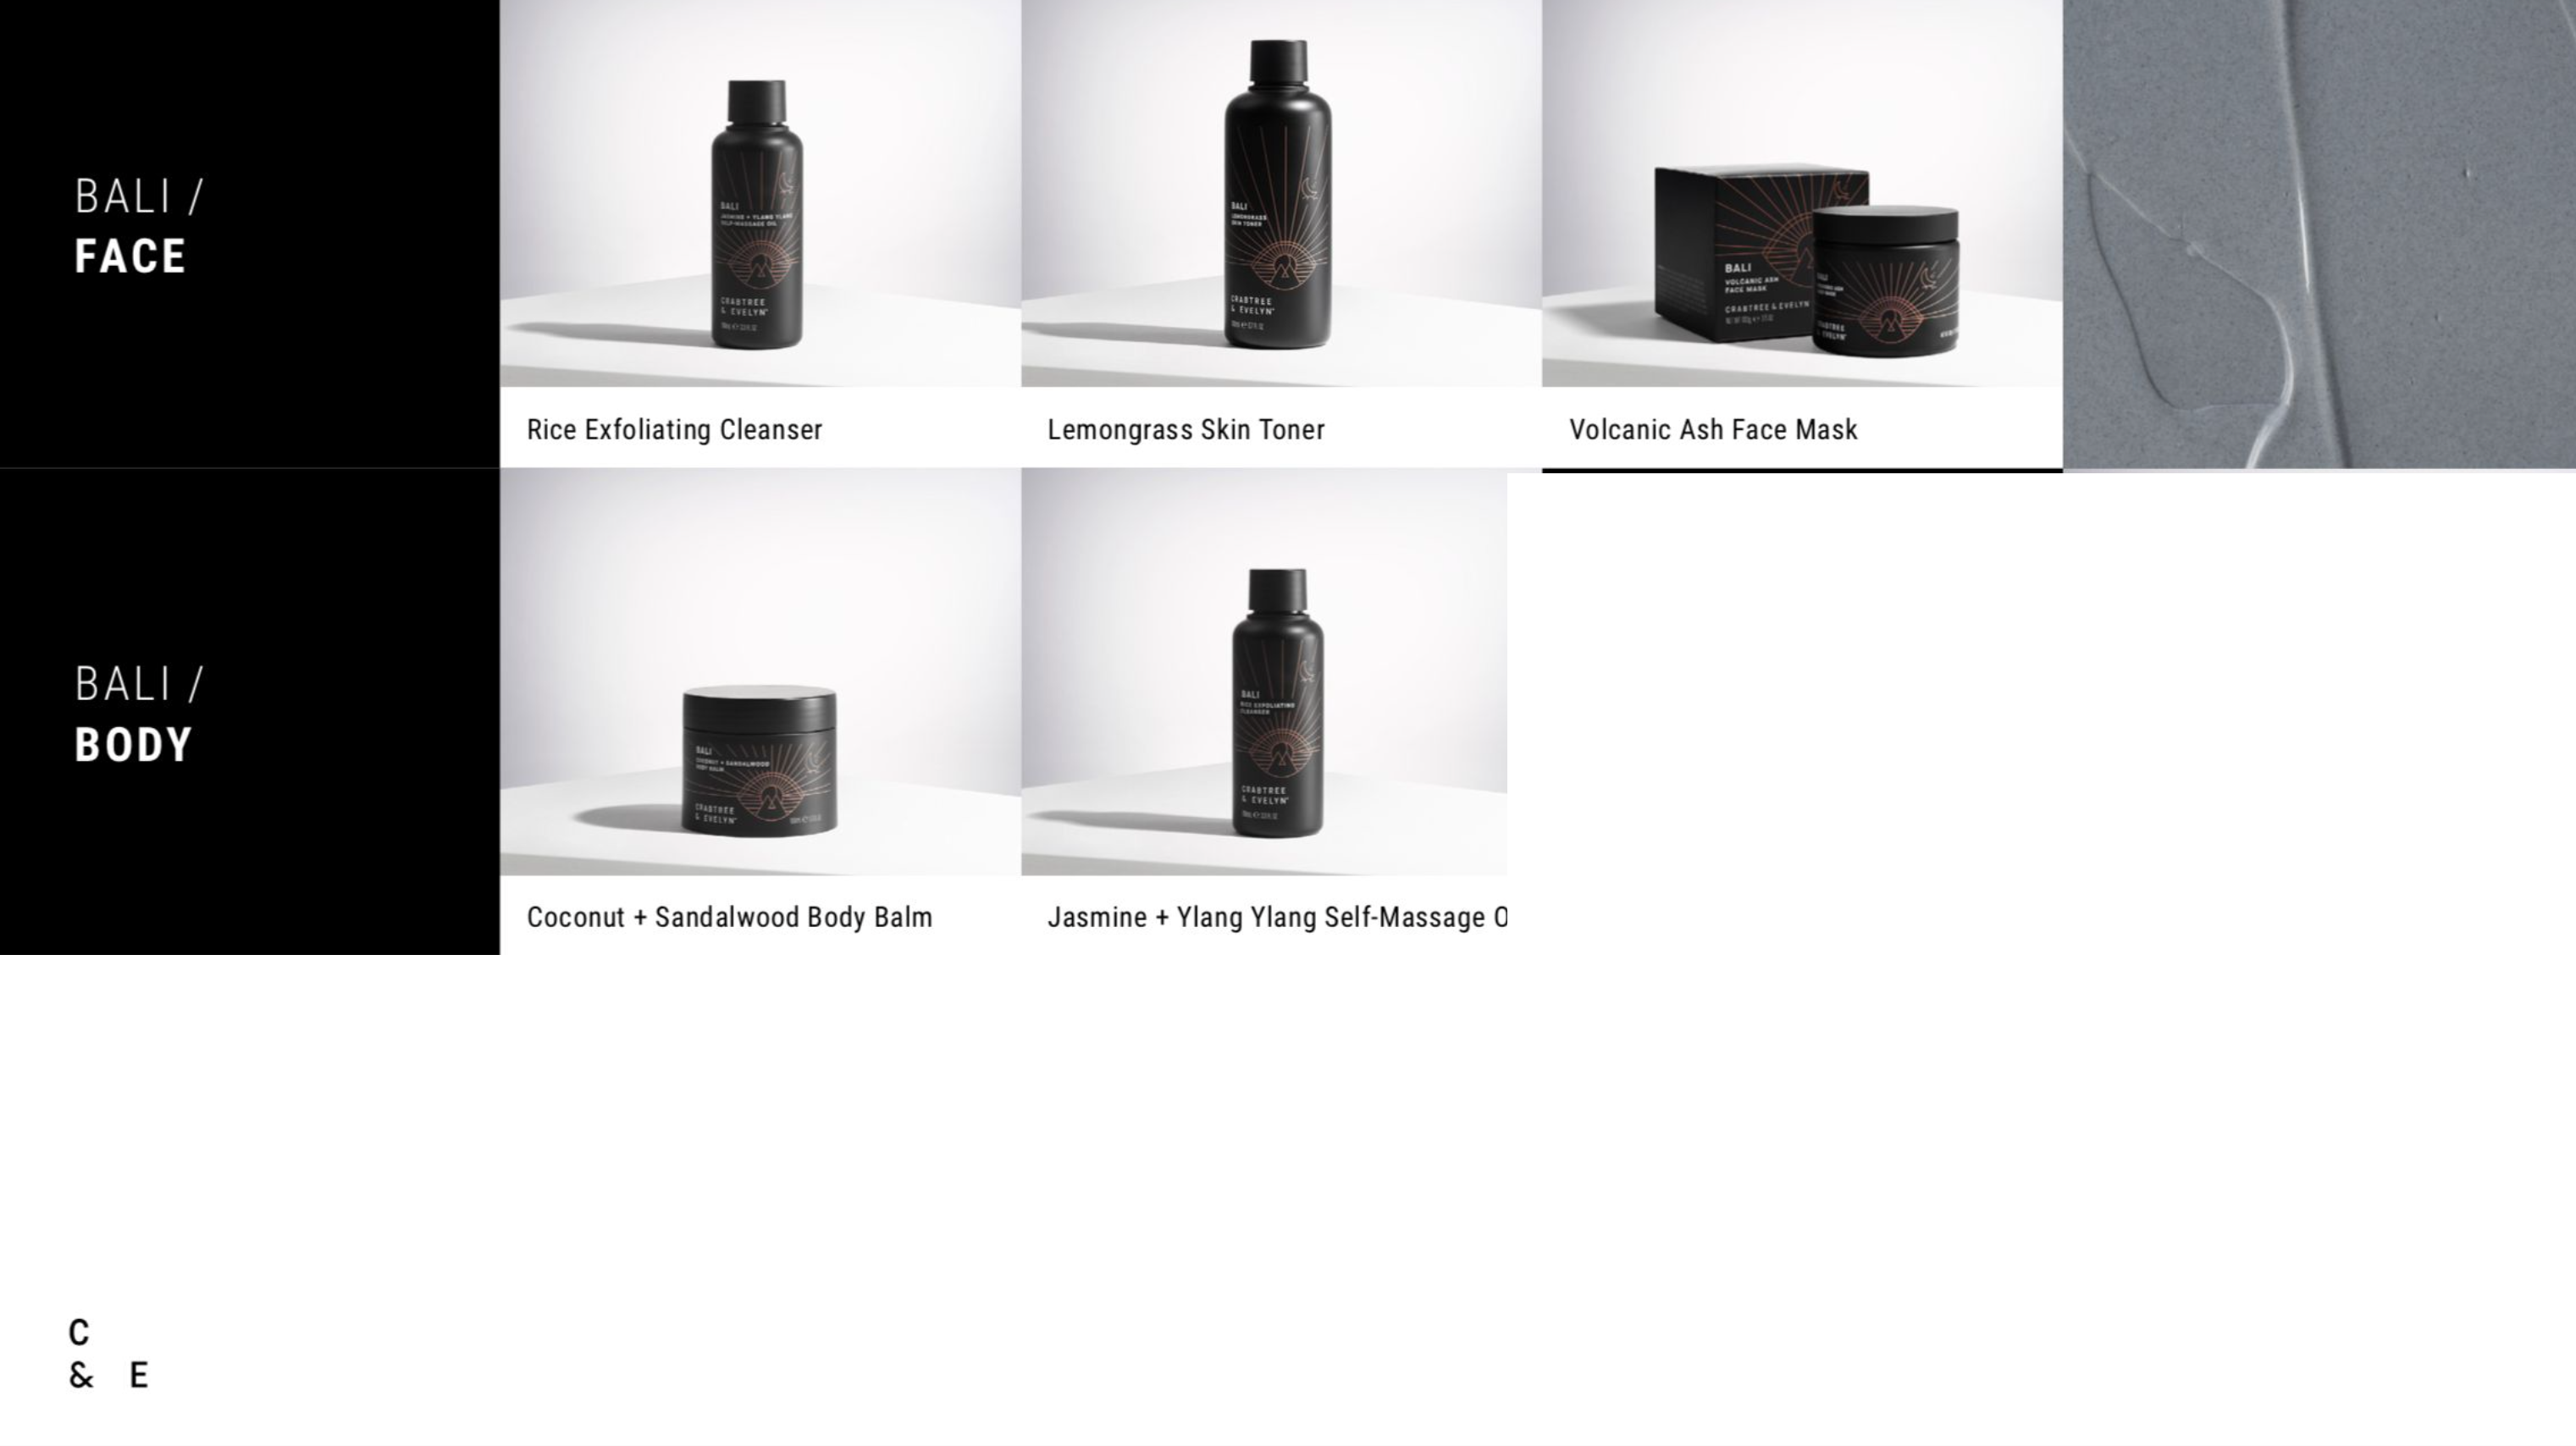 BALI /
FACE
BALI
JASMINE + YLANG YLANG
SELF-MASSAGE OIL
CRABTREE
& EVELYN
Rice Exfoliating Cleanser
BALI
LEMONGRASS
SKIN TONER
CRABTREE
& EVELYN
Lemongrass Skin Toner
BALI
VOLCANIC ASH
FACE MASK
CRABTREE & EVELYN
CRABTREE
& EVELYN
Volcanic Ash Face Mask
BALI /
BODY
BALI
COCONUT + SANDALWOOD
BODY BALM
CRABTREE
& EVELYN
Coconut + Sandalwood Body Balm
BALI
RICE EXFOLIATING
CLEANSER
CRABTREE
& EVELYN
Jasmine + Ylang Ylang Self-Massage O
C
& E